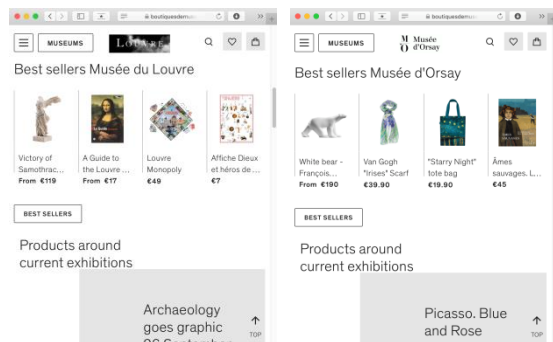 boutiquesdemus
MUSEUMS
LOUVRE
Best sellers Musée du Louvre
Victory of
Samothrac...
From €119
A Guide to
the Louvre ...
From €17
Louvre
Monopoly
€49
Affiche Dieux
et héros de ...
€7
BEST SELLERS
Products around
current exhibitions
Archaeology
goes graphic
TOP
boutiquesdemus
MUSEUMS
M Musée
O d'Orsay
Best sellers Musée d'Orsay
White bear -
François...
From €190
Van Gogh
"Irises" Scarf
€39.90
"Starry Night"
tote bag
€19.90
Âmes
sauvages. L...
€45
BEST SELLERS
Products around
current exhibitions
Picasso. Blue
and Rose
TOP